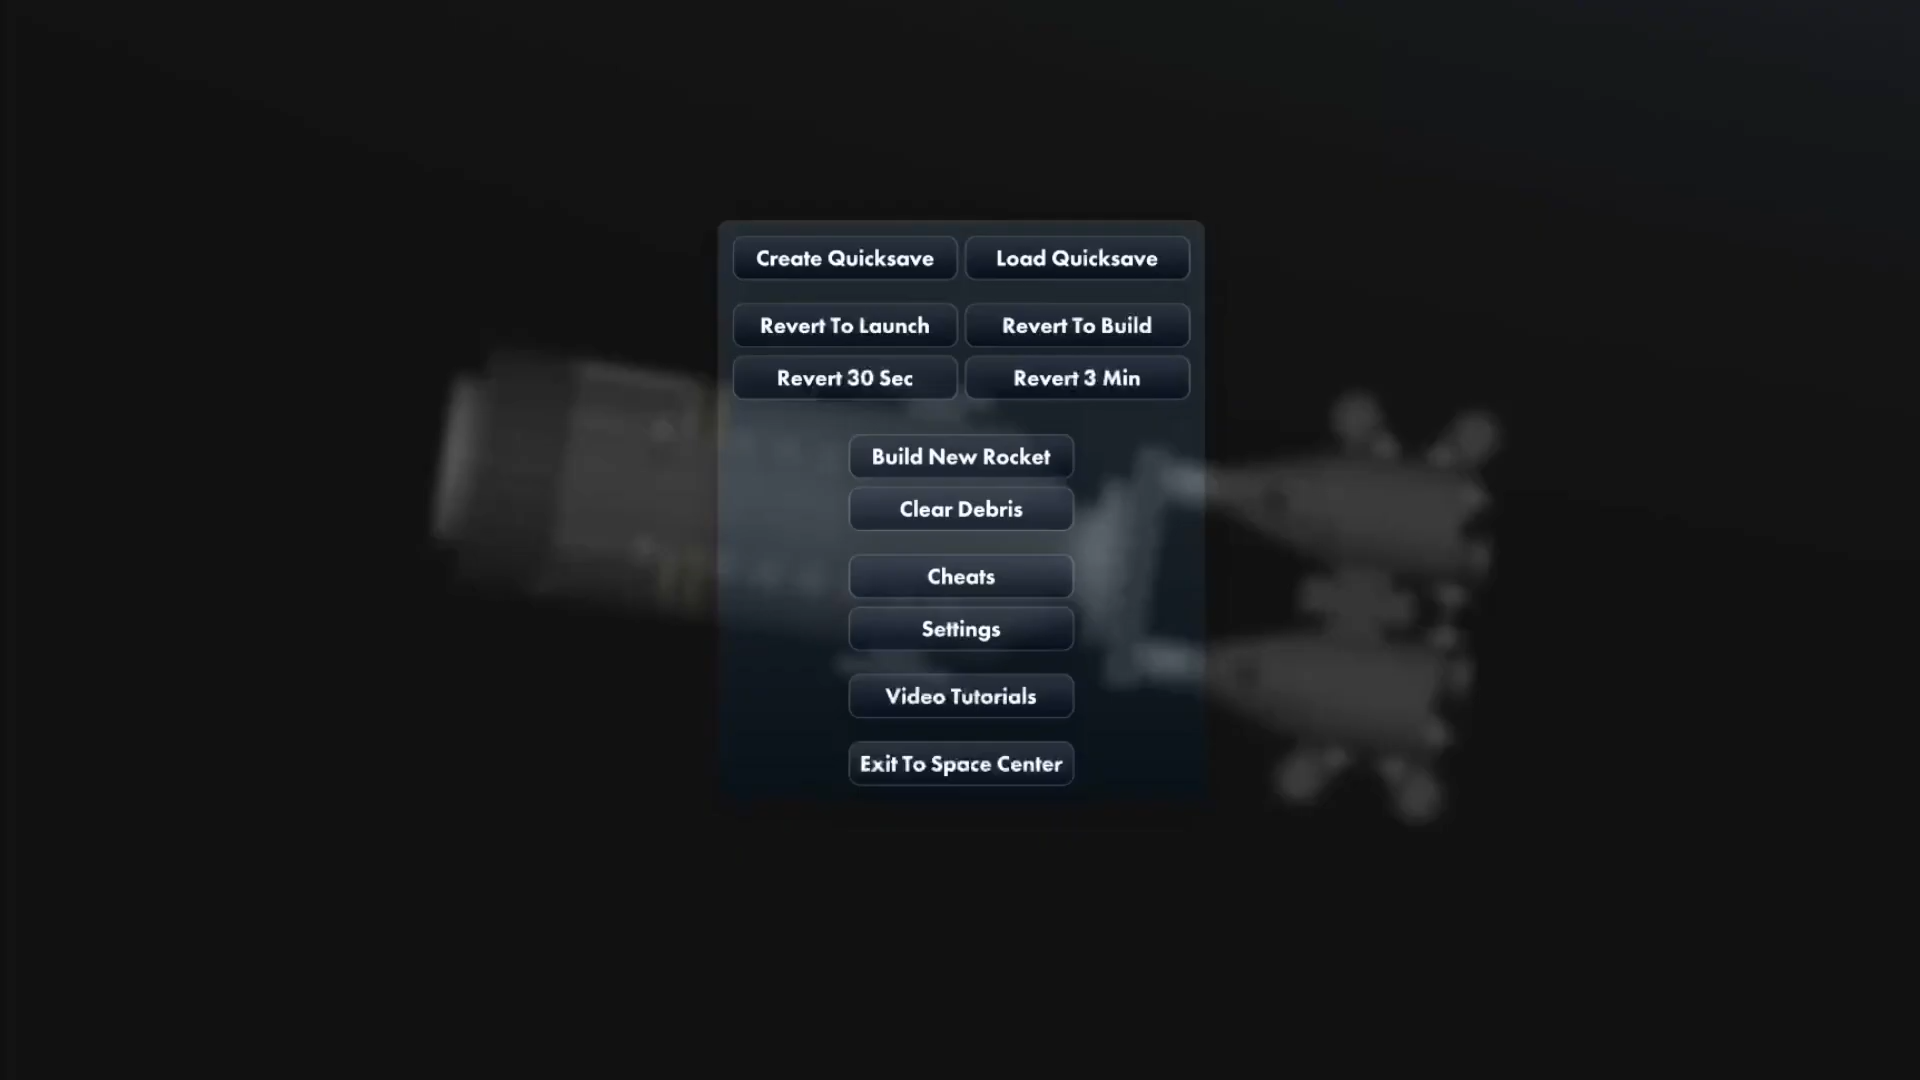 Create Quicksave
Load Quicksave
Revert To Launch
Revert To Build
Revert 30 Sec
Revert 3 Min
Build New Rocket
Clear Debris
Cheats
Settings
Video Tutorials
Exit To Space Center